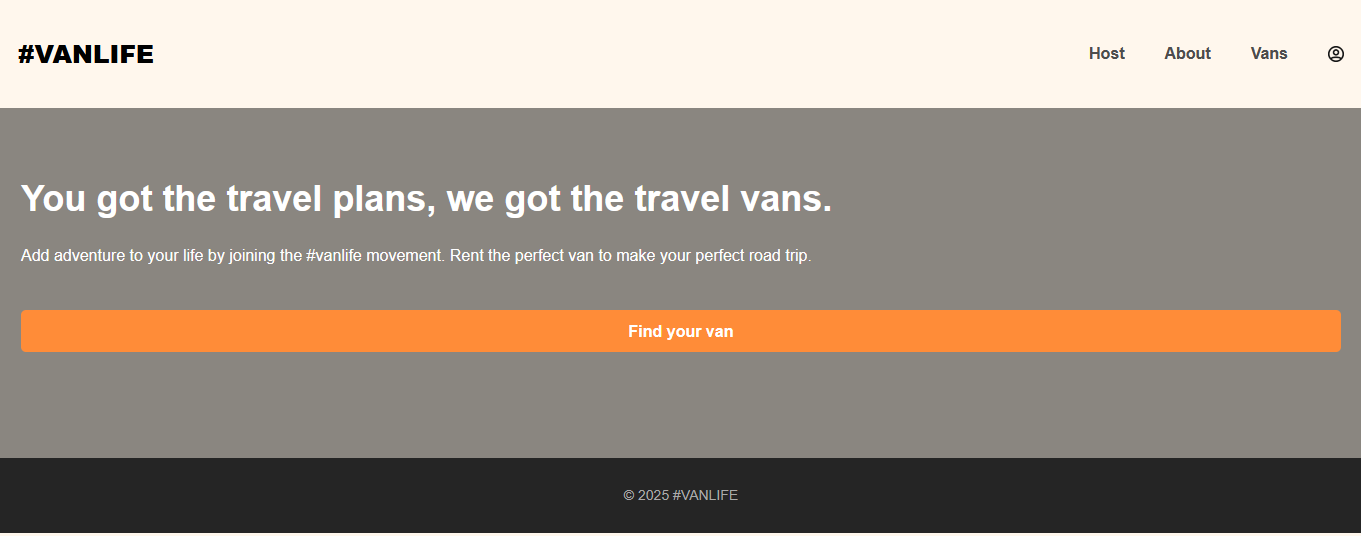 #VANLIFE
Host About Vans
You got the travel plans, we got the travel vans.
Add adventure to your life by joining the #vanlife movement. Rent the perfect van to make your perfect road trip.
Find your van
© 2025 #VANLIFE